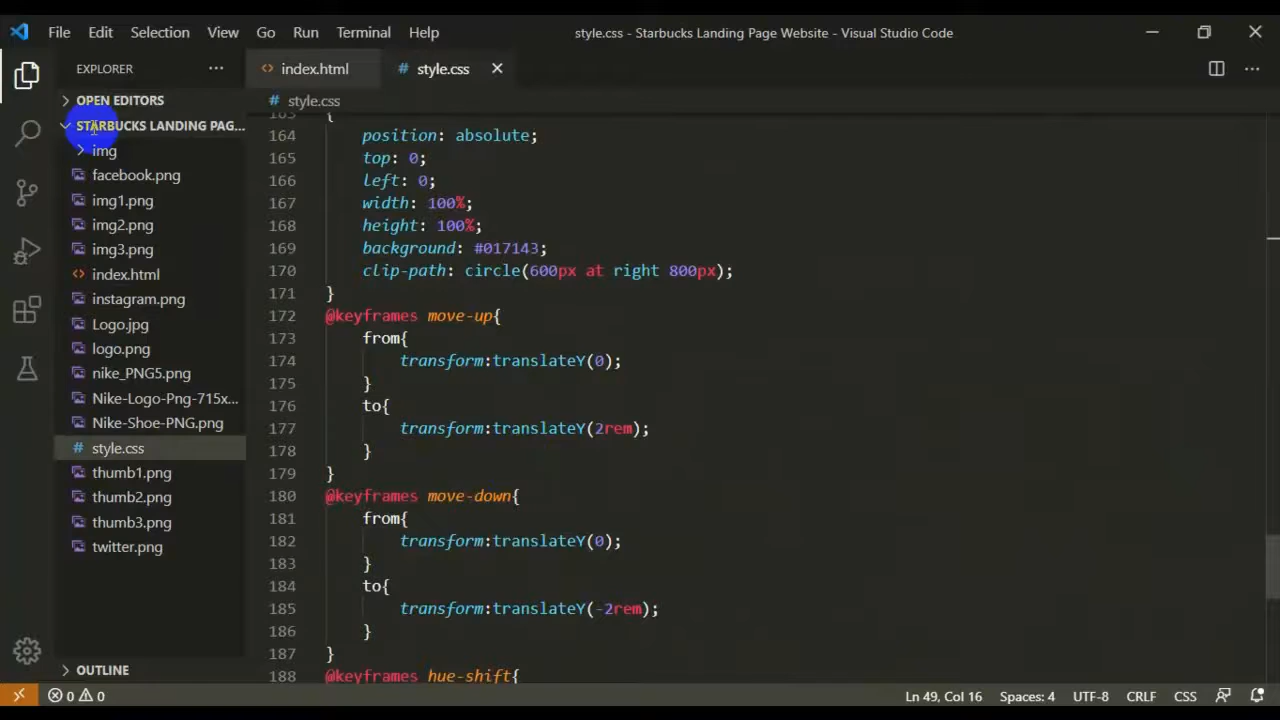 File Edit Selection View Go Run Terminal Help
style.css - Starbucks Landing Page Website - Visual Studio Code
EXPLORER
OPEN EDITORS
STARBUCKS LANDING PAG...
img
facebook.png
img1.png
img2.png
img3.png
index.html
instagram.png
Logo.jpg
logo.png
nike_PNG5.png
Nike-Logo-Png-715x...
Nike-Shoe-PNG.png
style.css
thumb1.png
thumb2.png
thumb3.png
twitter.png
OUTLINE
index.html
# style.css
# style.css
{
164 position: absolute;
165 top: 0;
166 left: 0;
167 width: 100%;
168 height: 100%;
169 background: #017143;
170 clip-path: circle(600px at right 800px);
171 }
172 @keyframes move-up{
173 from{
174 transform:translateY(0);
175 }
176 to{
177 transform:translateY(2rem);
178 }
179 }
180 @keyframes move-down{
181 from{
182 transform:translateY(0);
183 }
184 to{
185 transform:translateY(-2rem);
186 }
187 }
188 @keyframes hue-shift{
0 0
Ln 49, Col 16 Spaces: 4 UTF-8 CRLF CSS